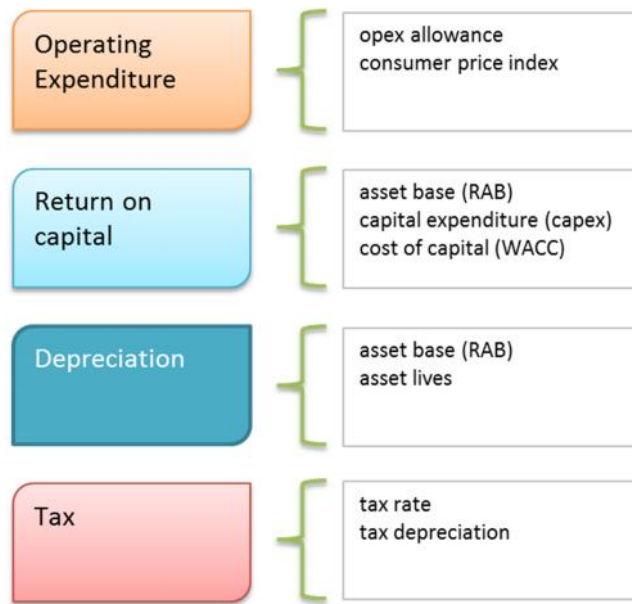 Operating
Expenditure
opex allowance
consumer price index
Return on
capital
asset base (RAB)
capital expenditure (capex)
cost of capital (WACC)
Depreciation
asset base (RAB)
asset lives
Tax
tax rate
tax depreciation